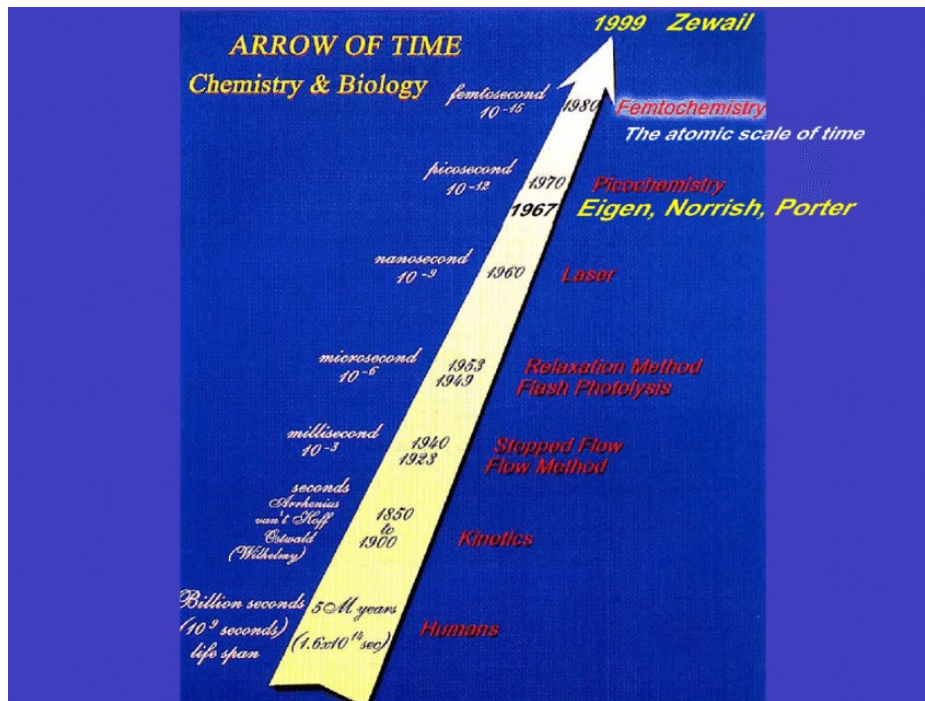 1999 Zewail
ARROW OF TIME
Chemistry & Biology
femtosecond
10⁻¹⁵
1980
Femtochemistry
The atomic scale of time
picosecond
10⁻¹²
1970
Picochemistry
1967
Eigen, Norrish, Porter
nanosecond
10⁻⁹
1960
Laser
microsecond
10⁻⁶
1953
1949
Relaxation Method
Flash Photolysis
millisecond
10⁻³
1940
1923
Stopped Flow
Flow Method
seconds
Arrhenius
van't Hoff
Ostwald
(Wilhelmy)
1850
to
1900
Kinetics
Billion seconds
(10⁹ seconds)
life span
5M years
(1.6x10¹⁴sec)
Humans